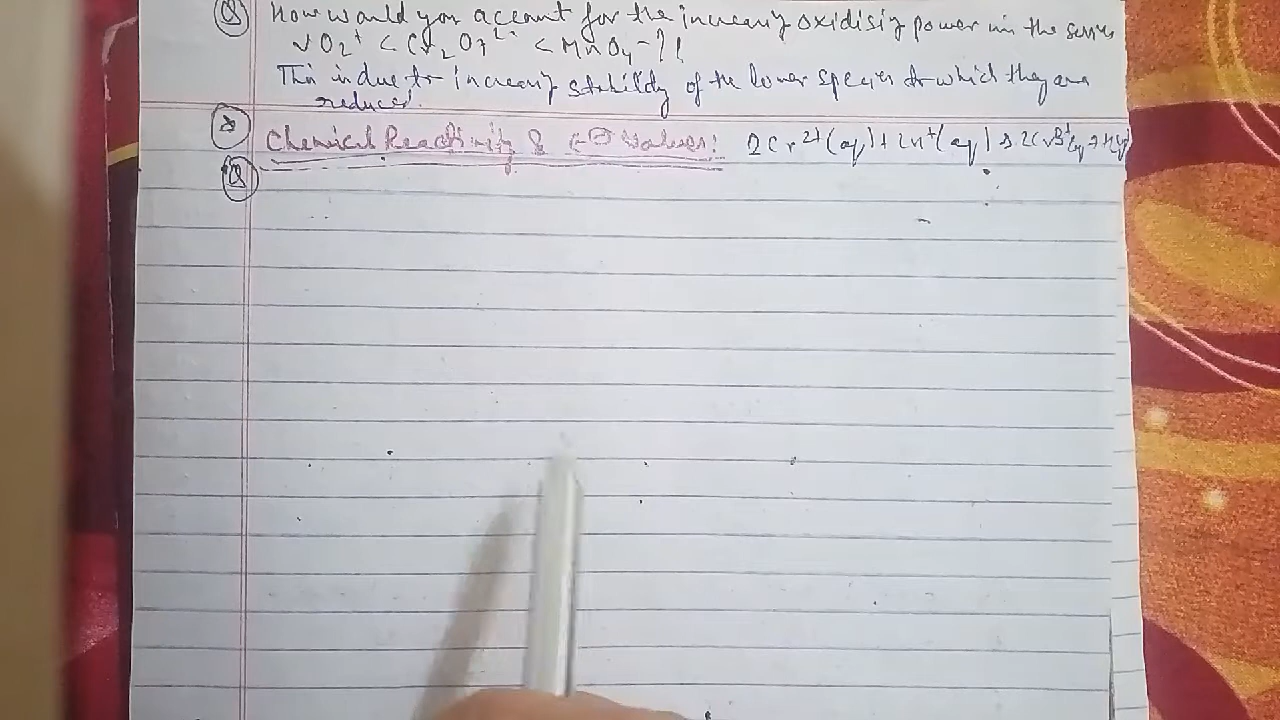 Q How would you account for the increasing oxidising power in the series
VO2+ < Cr2O7 2- < MnO4 - ?!
This is due to increasing stability of the lower species to which they are
reduced.
Chemical Reactivity & E⊖ Values: 2Cr2+(aq) + 2H+(aq) → 2Cr3+(aq) + H2(g)
Q